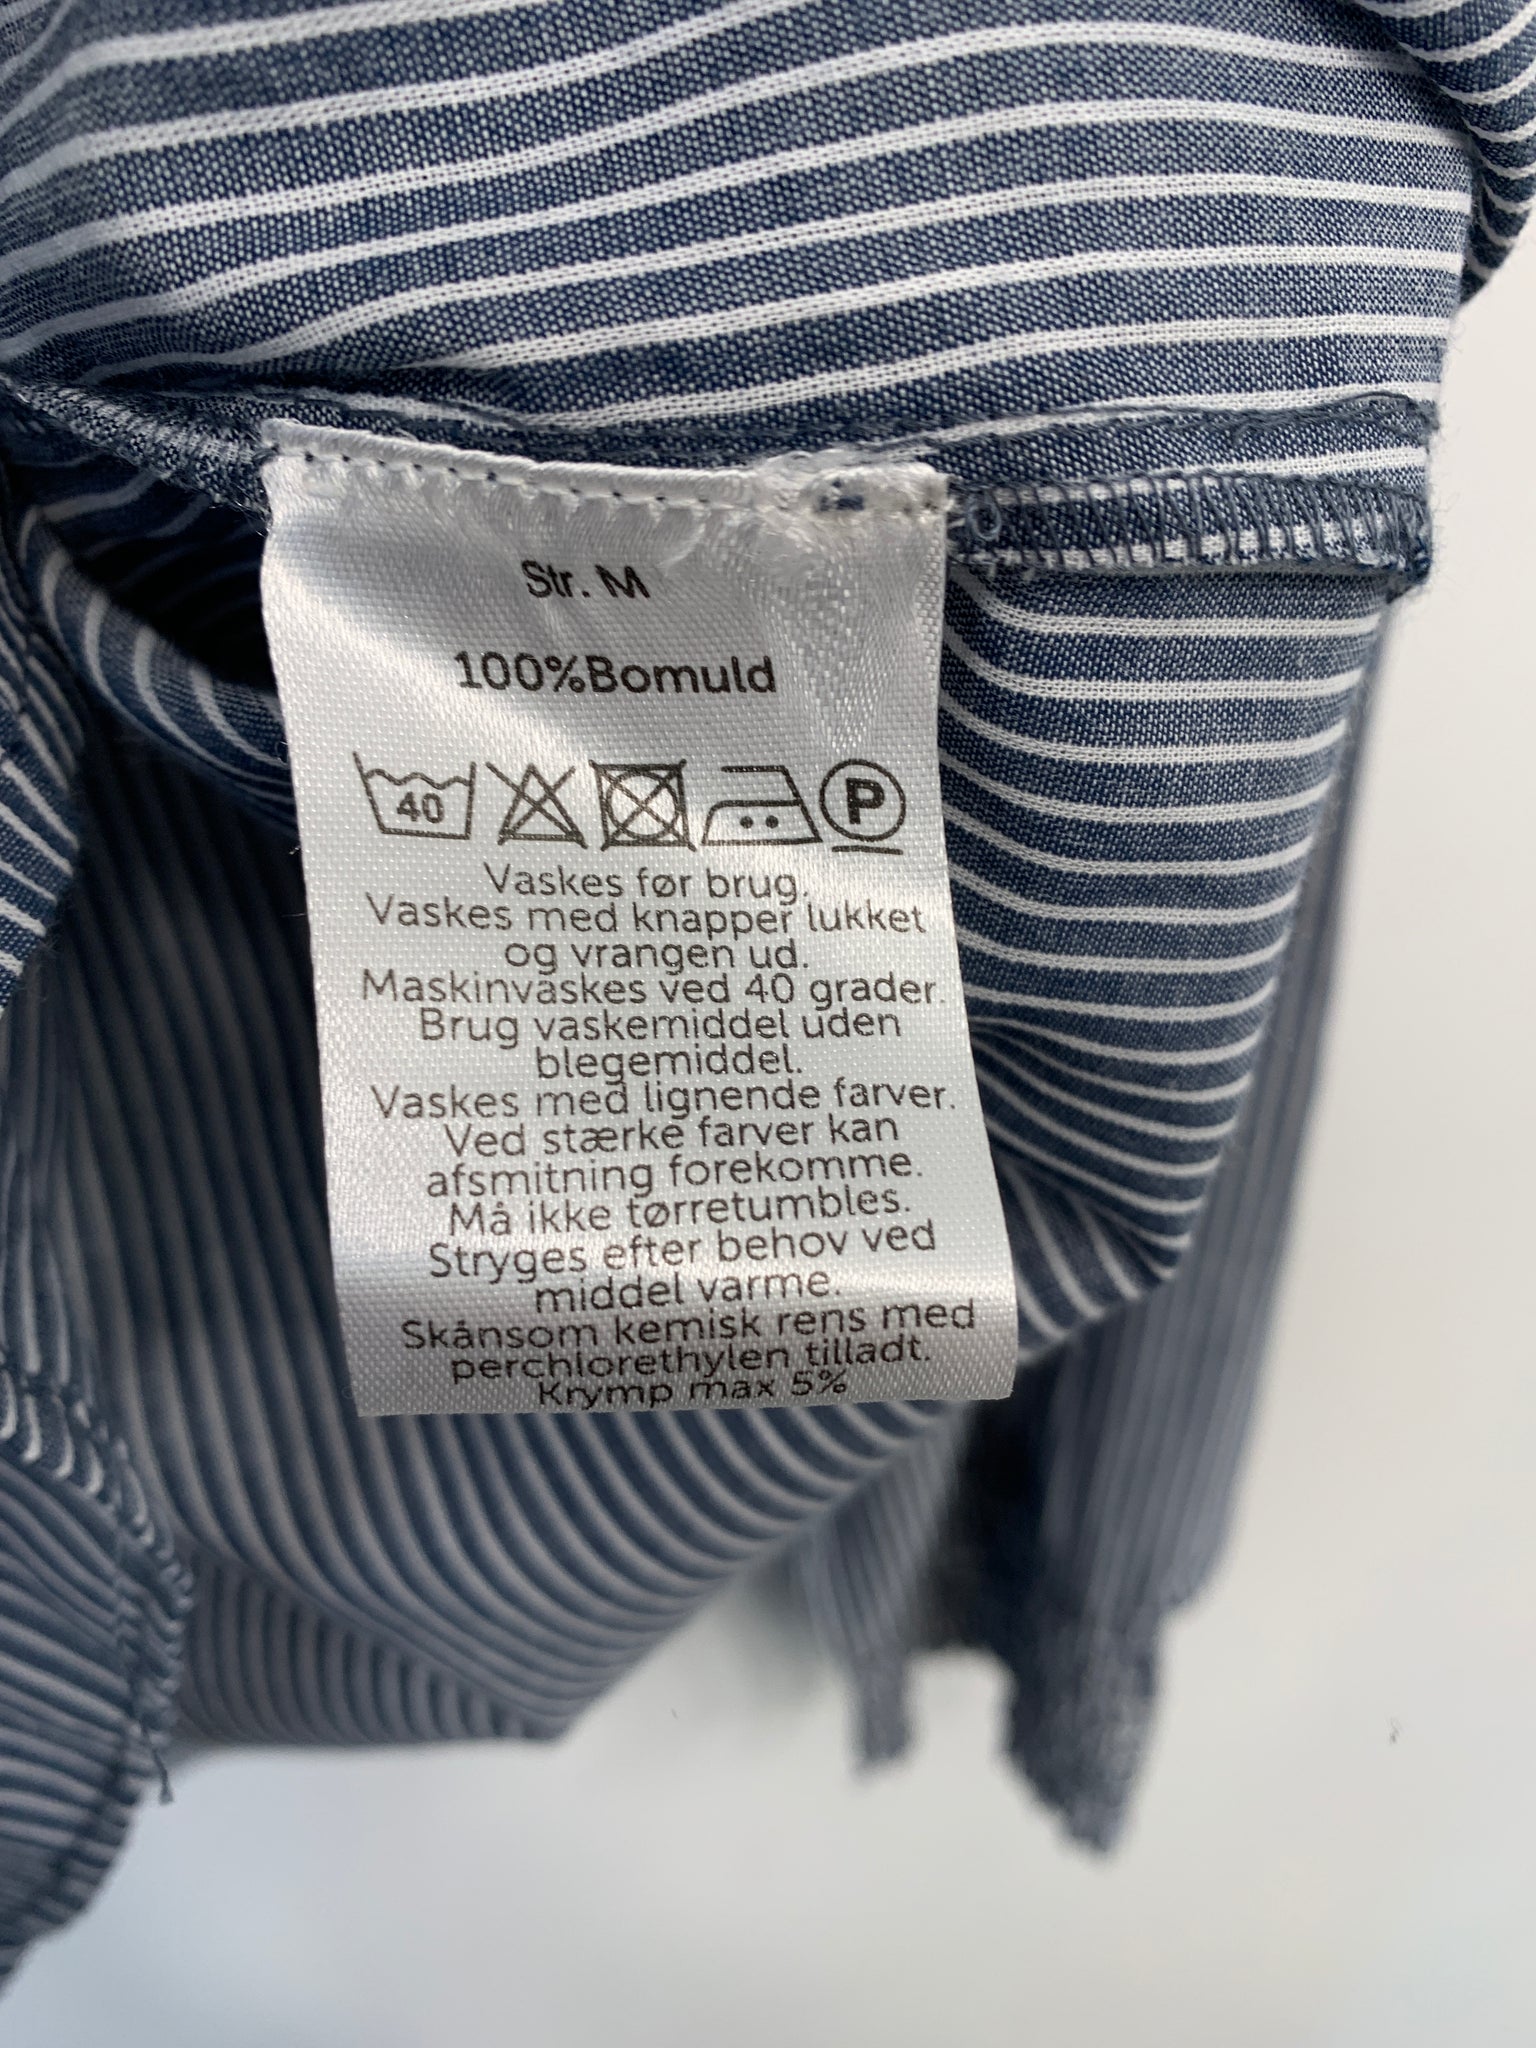 Str. M
100%Bomuld
40 P
Vaskes før brug.
Vaskes med knapper lukket
og vrangen ud.
Maskinvaskes ved 40 grader.
Brug vaskemiddel uden
blegemiddel.
Vaskes med lignende farver.
Ved stærke farver kan
afsmitning forekomme.
Må ikke tørretumbles.
Stryges efter behov ved
middel varme.
Skånsom kemisk rens med
perchlorethylen tilladt.
Krymp max 5%